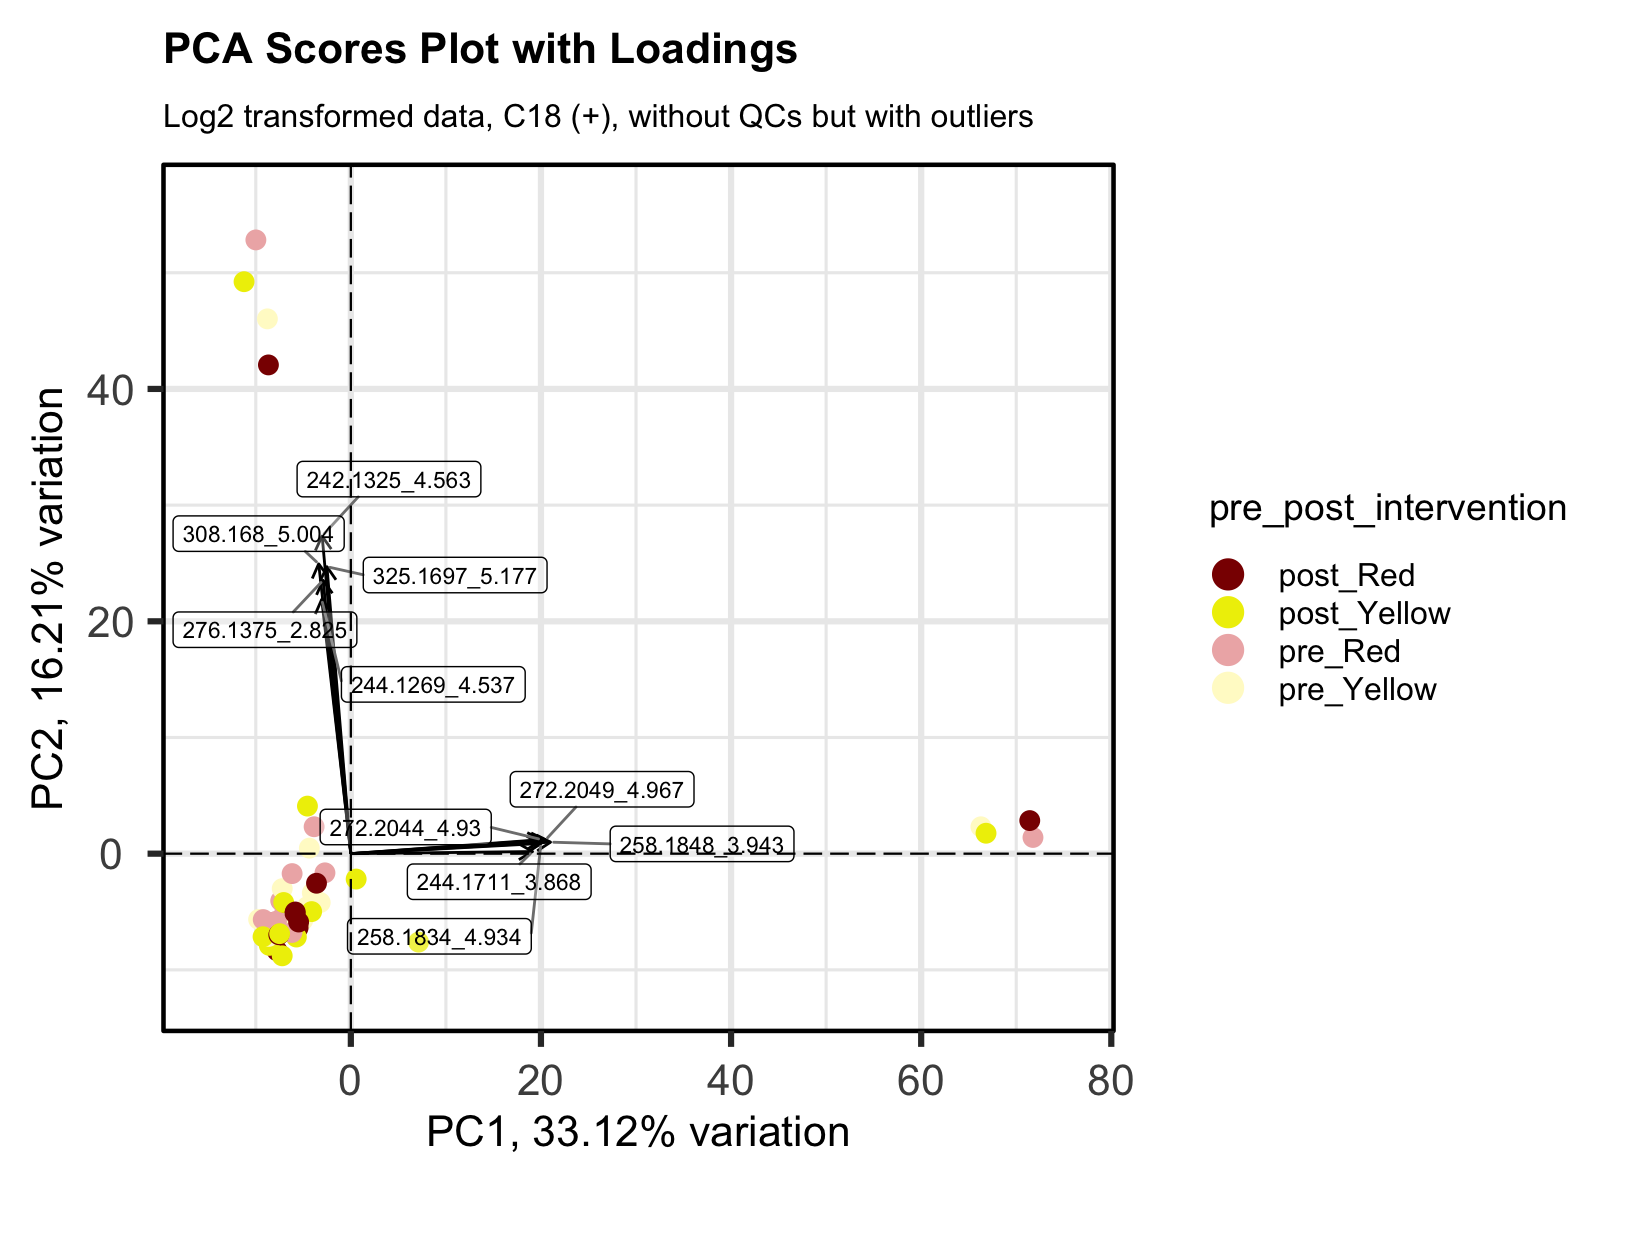 PCA Scores Plot with Loadings
Log2 transformed data, C18 (+), without QCs but with outliers
PC2, 16.21% variation
40
20
0
242.1325_4.563
308.168_5.004
325.1697_5.177
276.1375_2.825
244.1269_4.537
272.2049_4.967
272.2044_4.93
258.1848_3.943
244.1711_3.868
258.1834_4.934
0
20
40
60
80
PC1, 33.12% variation
pre_post_intervention
post_Red
post_Yellow
pre_Red
pre_Yellow